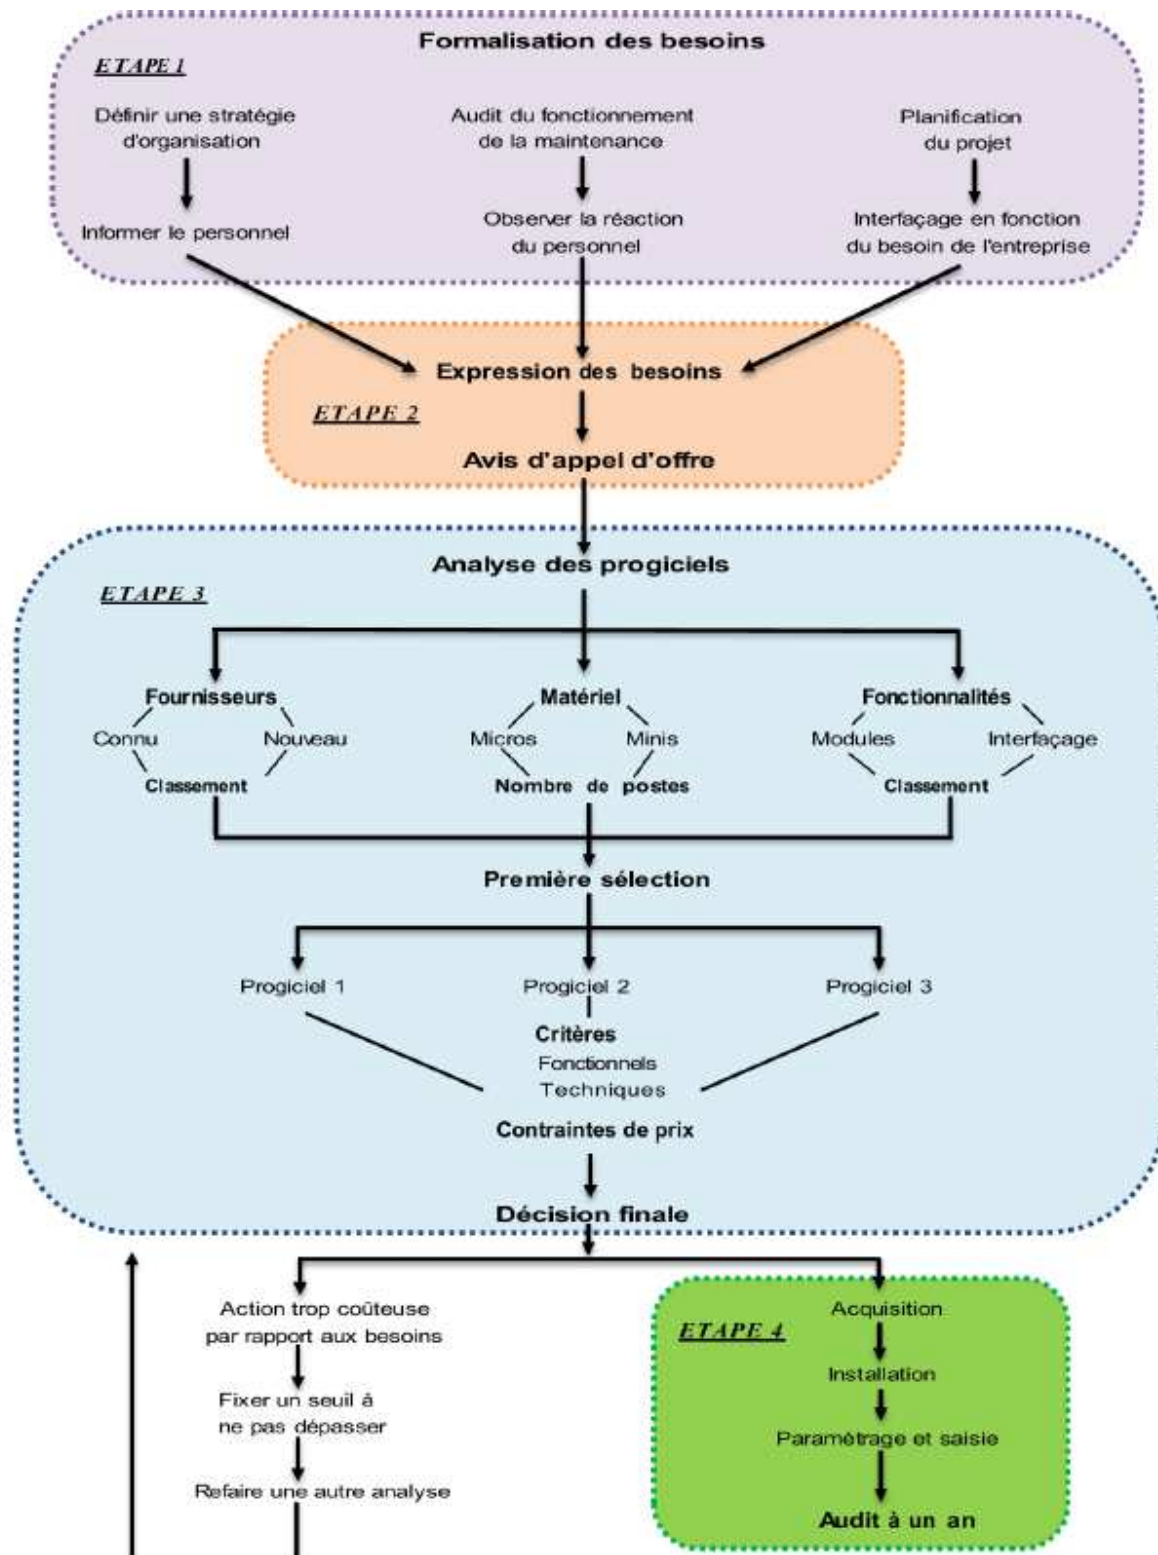 Formalisation des besoins
ETAPE 1
Définir une stratégie
d'organisation
Audit du fonctionnement
de la maintenance
Planification
du projet
Informer le personnel
Observer la réaction
du personnel
Interfaçage en fonction
du besoin de l'entreprise
Expression des besoins
ETAPE 2
Avis d'appel d'offre
Analyse des progiciels
ETAPE 3
Fournisseurs
Matériel
Fonctionnalités
Connu
Nouveau
Micros
Minis
Modules
Interfaçage
Classement
Nombre de postes
Classement
Première sélection
Progiciel 1
Progiciel 2
Progiciel 3
Critères
Fonctionnels
Techniques
Contraintes de prix
Décision finale
Action trop coûteuse
par rapport aux besoins
Fixer un seuil à
ne pas dépasser
Refaire une autre analyse
Acquisition
ETAPE 4
Installation
Paramétrage et saisie
Audit à un an